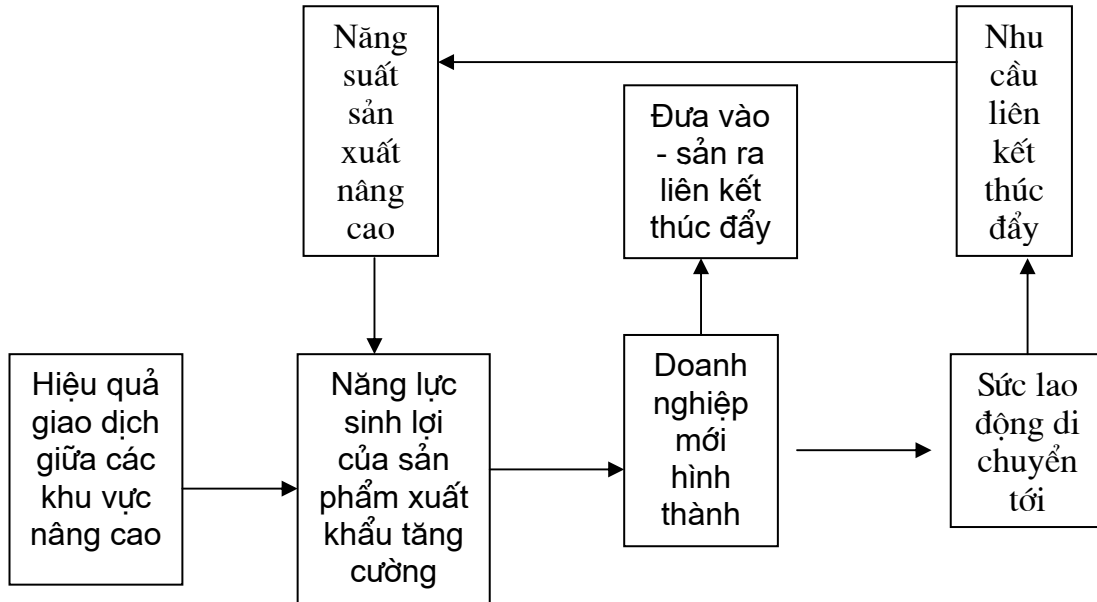 Năng
suất
sản
xuất
nâng
cao
Đưa vào
- sản ra
liên kết
thúc đẩy
Nhu
cầu
liên
kết
thúc
đẩy
Hiệu quả
giao dịch
giữa các
khu vực
nâng cao
Năng lực
sinh lợi
của sản
phẩm xuất
khẩu tăng
cường
Doanh
nghiệp
mới
hình
thành
Sức lao
động di
chuyển
tới